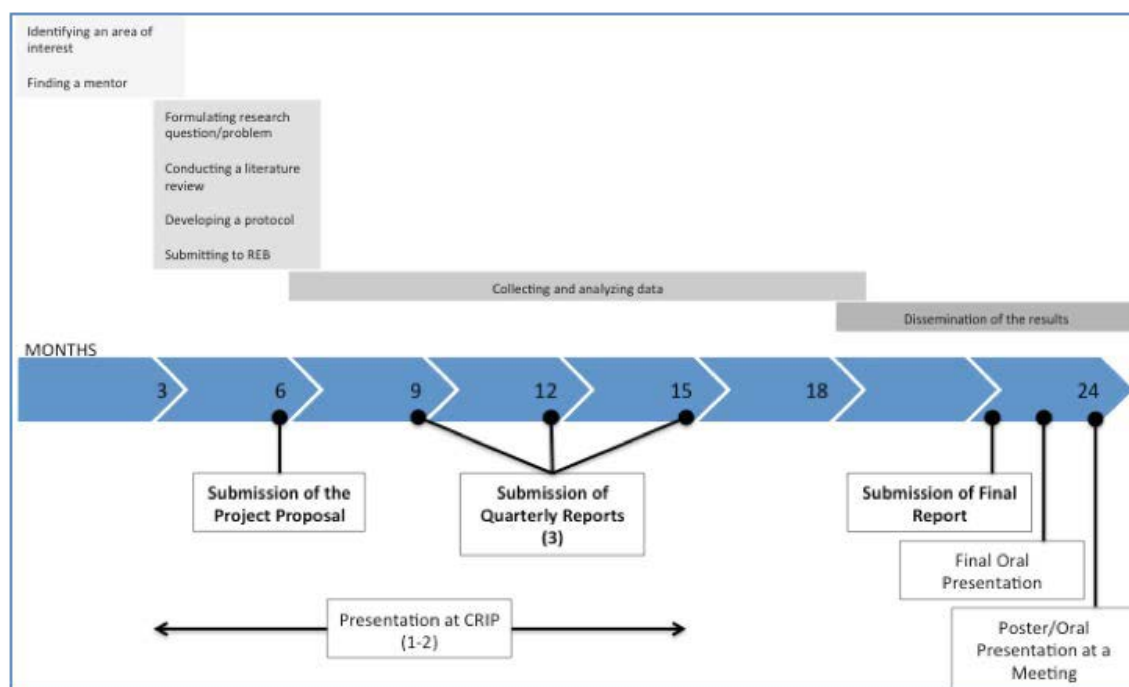 Identifying an area of
interest
Finding a mentor
Formulating research
question/problem
Conducting a literature
review
Developing a protocol
Submitting to REB
Collecting and analyzing data
Dissemination of the results
MONTHS
3
6
9
12
15
18
24
Submission of the
Project Proposal
Submission of
Quarterly Reports
(3)
Submission of Final
Report
Final Oral
Presentation
Presentation at CRIP
(1-2)
Poster/Oral
Presentation at a
Meeting